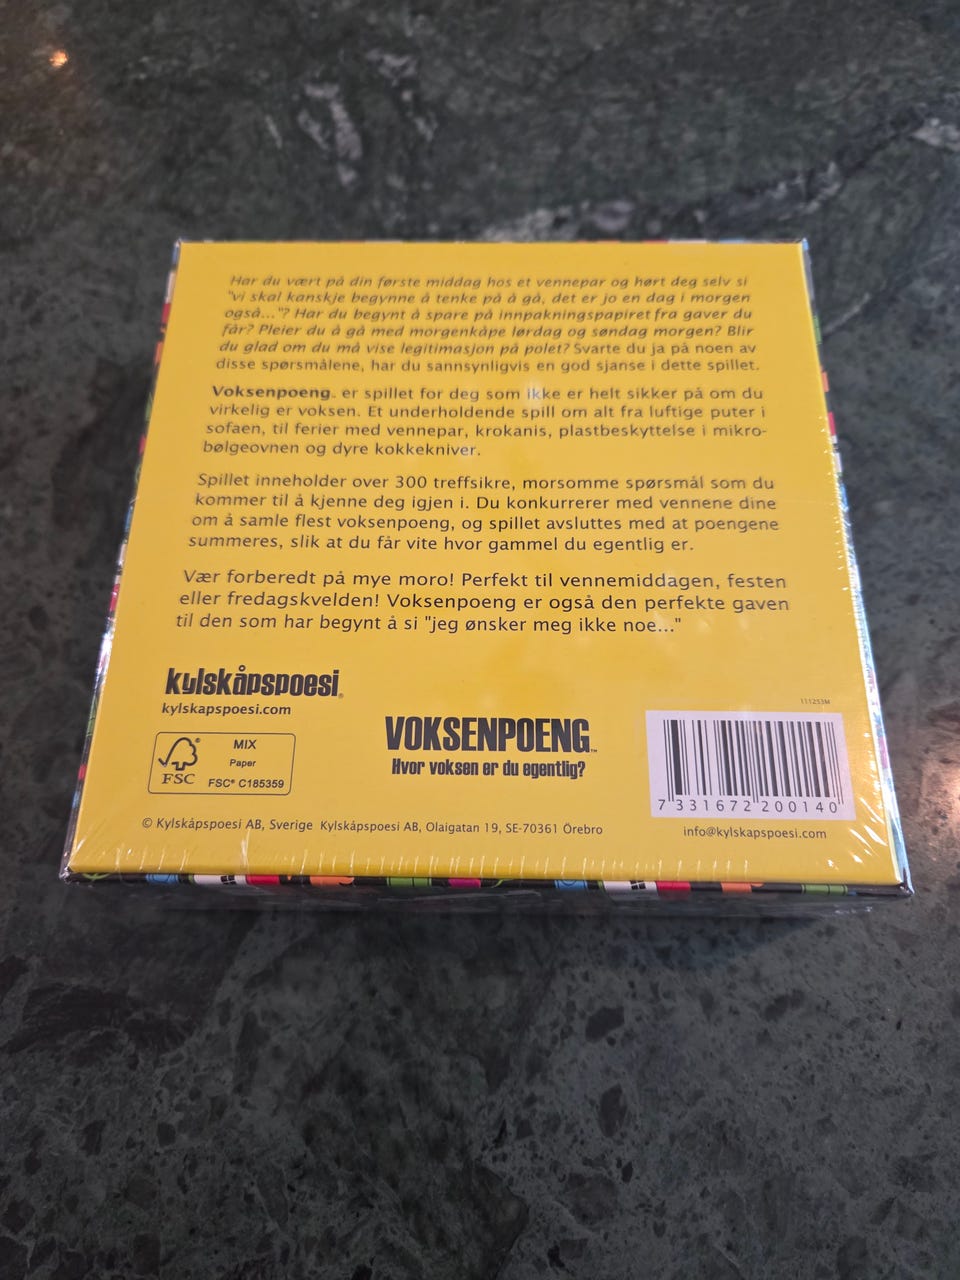 Har du vært på din første middag hos et vennepar og hørt deg selv si
"vi skal kanskje begynne å tenke på å gå, det er jo en dag i morgen
også..."? Har du begynt å spare på innpakningspapiret fra gaver du
får? Pleier du å gå med morgenkåpe lørdag og søndag morgen? Blir
du glad om du må vise legitimasjon på polet? Svarte du ja på noen av
disse spørsmålene, har du sannsynligvis en god sjanse i dette spillet.
Voksenpoeng. er spillet for deg som ikke er helt sikker på om du
virkelig er voksen. Et underholdende spill om alt fra luftige puter i
sofaen, til ferier med vennepar, krokanis, plastbeskyttelse i mikro-
bølgeovnen og dyre kokkekniver.
Spillet inneholder over 300 treffsikre, morsomme spørsmål som du
kommer til å kjenne deg igjen i. Du konkurrerer med vennene dine
om å samle flest voksenpoeng, og spillet avsluttes med at poengene
summeres, slik at du får vite hvor gammel du egentlig er.
Vær forberedt på mye moro! Perfekt til vennemiddagen, festen
eller fredagskvelden! Voksenpoeng er også den perfekte gaven
til den som har begynt å si "jeg ønsker meg ikke noe..."
kylskåpspoesi®
kylskapspoesi.com
FSC® MIX
Paper
FSC® C185359
VOKSENPOENG™
Hvor voksen er du egentlig?
111253M
7 331672 200140
© Kylskåpspoesi AB, Sverige Kylskåpspoesi AB, Olaigatan 19, SE-70361 Örebro
info@kylskapspoesi.com